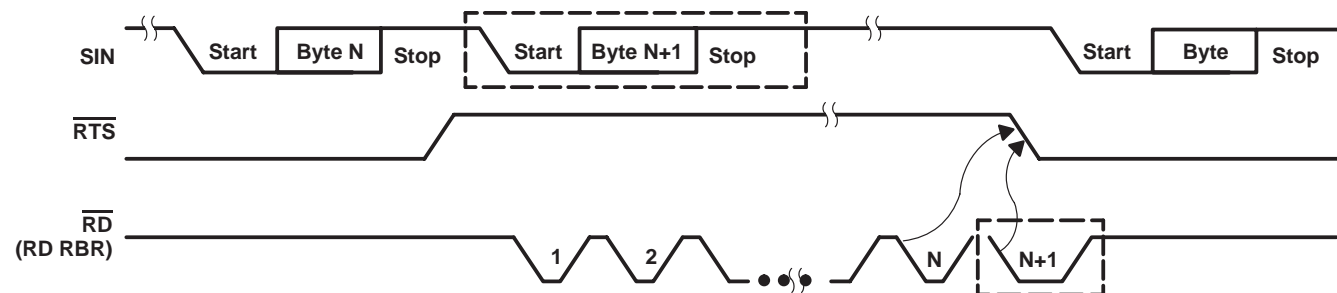 SIN Start Byte N Stop Start Byte N+1 Stop Start Byte Stop
RTS
RD
(RD RBR)
1 2 N N+1